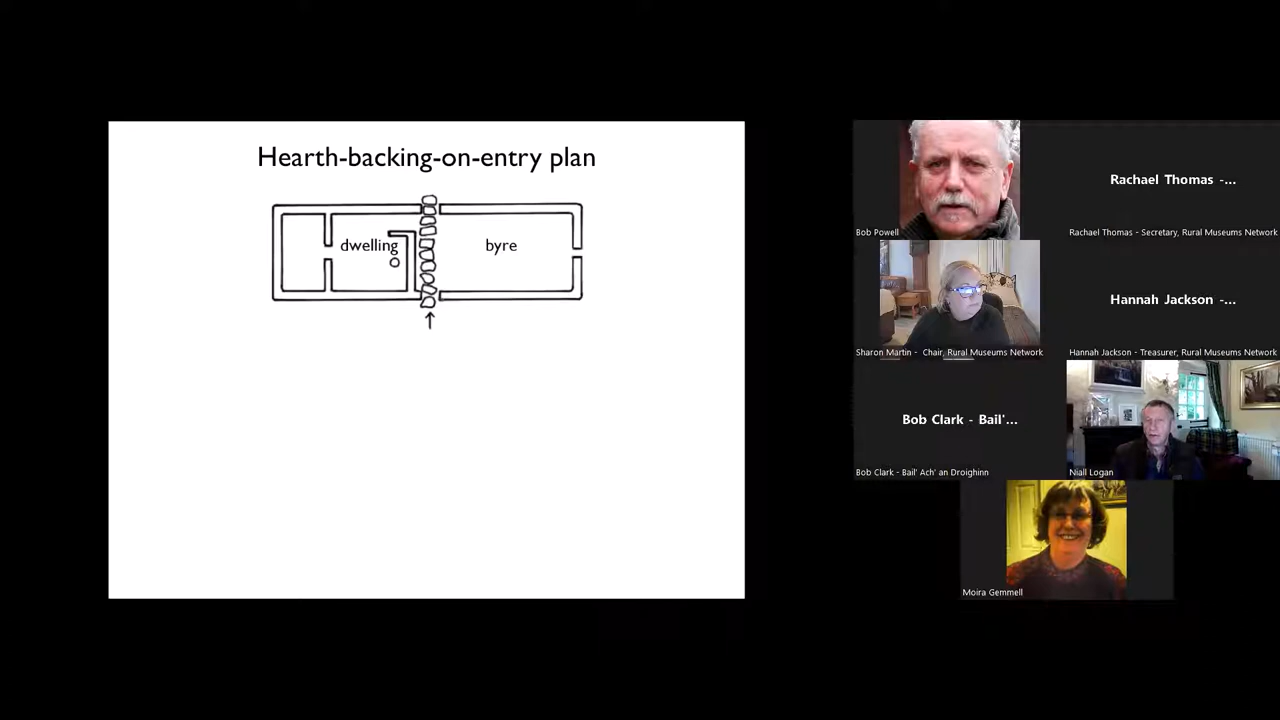 Hearth-backing-on-entry plan
dwelling
byre
Bob Powell
Rachael Thomas -...
Rachael Thomas - Secretary, Rural Museums Network
Sharon Martin - Chair, Rural Museums Network
Hannah Jackson -...
Hannah Jackson - Treasurer, Rural Museums Network
Bob Clark - Bail'...
Bob Clark - Bail' Ach' an Droighinn
Niall Logan
Moira Gemmell